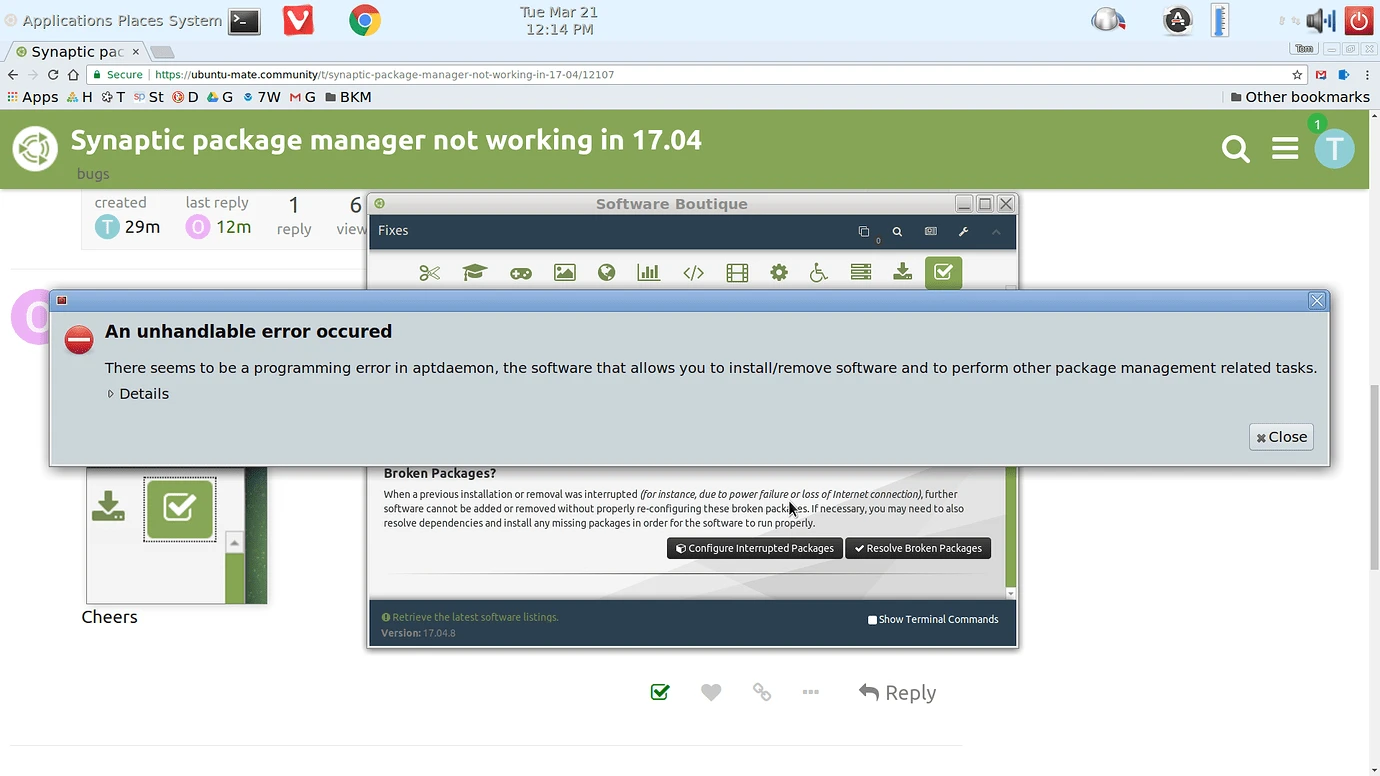 Applications Places System
Tue Mar 21
12:14 PM
Synaptic pac
Tom
Secure
https://ubuntu-mate.community/t/synaptic-package-manager-not-working-in-17-04/12107
Apps H T St D G 7W G BKM
Other bookmarks
Synaptic package manager not working in 17.04
bugs
1
T
created
last reply
1
6
T 29m
O 12m
reply
view
Software Boutique
Fixes
0
O
An unhandlable error occured
There seems to be a programming error in aptdaemon, the software that allows you to install/remove software and to perform other package management related tasks.
Details
Close
Broken Packages?
When a previous installation or removal was interrupted (for instance, due to power failure or loss of Internet connection), further
software cannot be added or removed without properly re-configuring these broken packages. If necessary, you may need to also
resolve dependencies and install any missing packages in order for the software to run properly.
Configure Interrupted Packages
Resolve Broken Packages
Cheers
Retrieve the latest software listings.
Version: 17.04.8
Show Terminal Commands
Reply